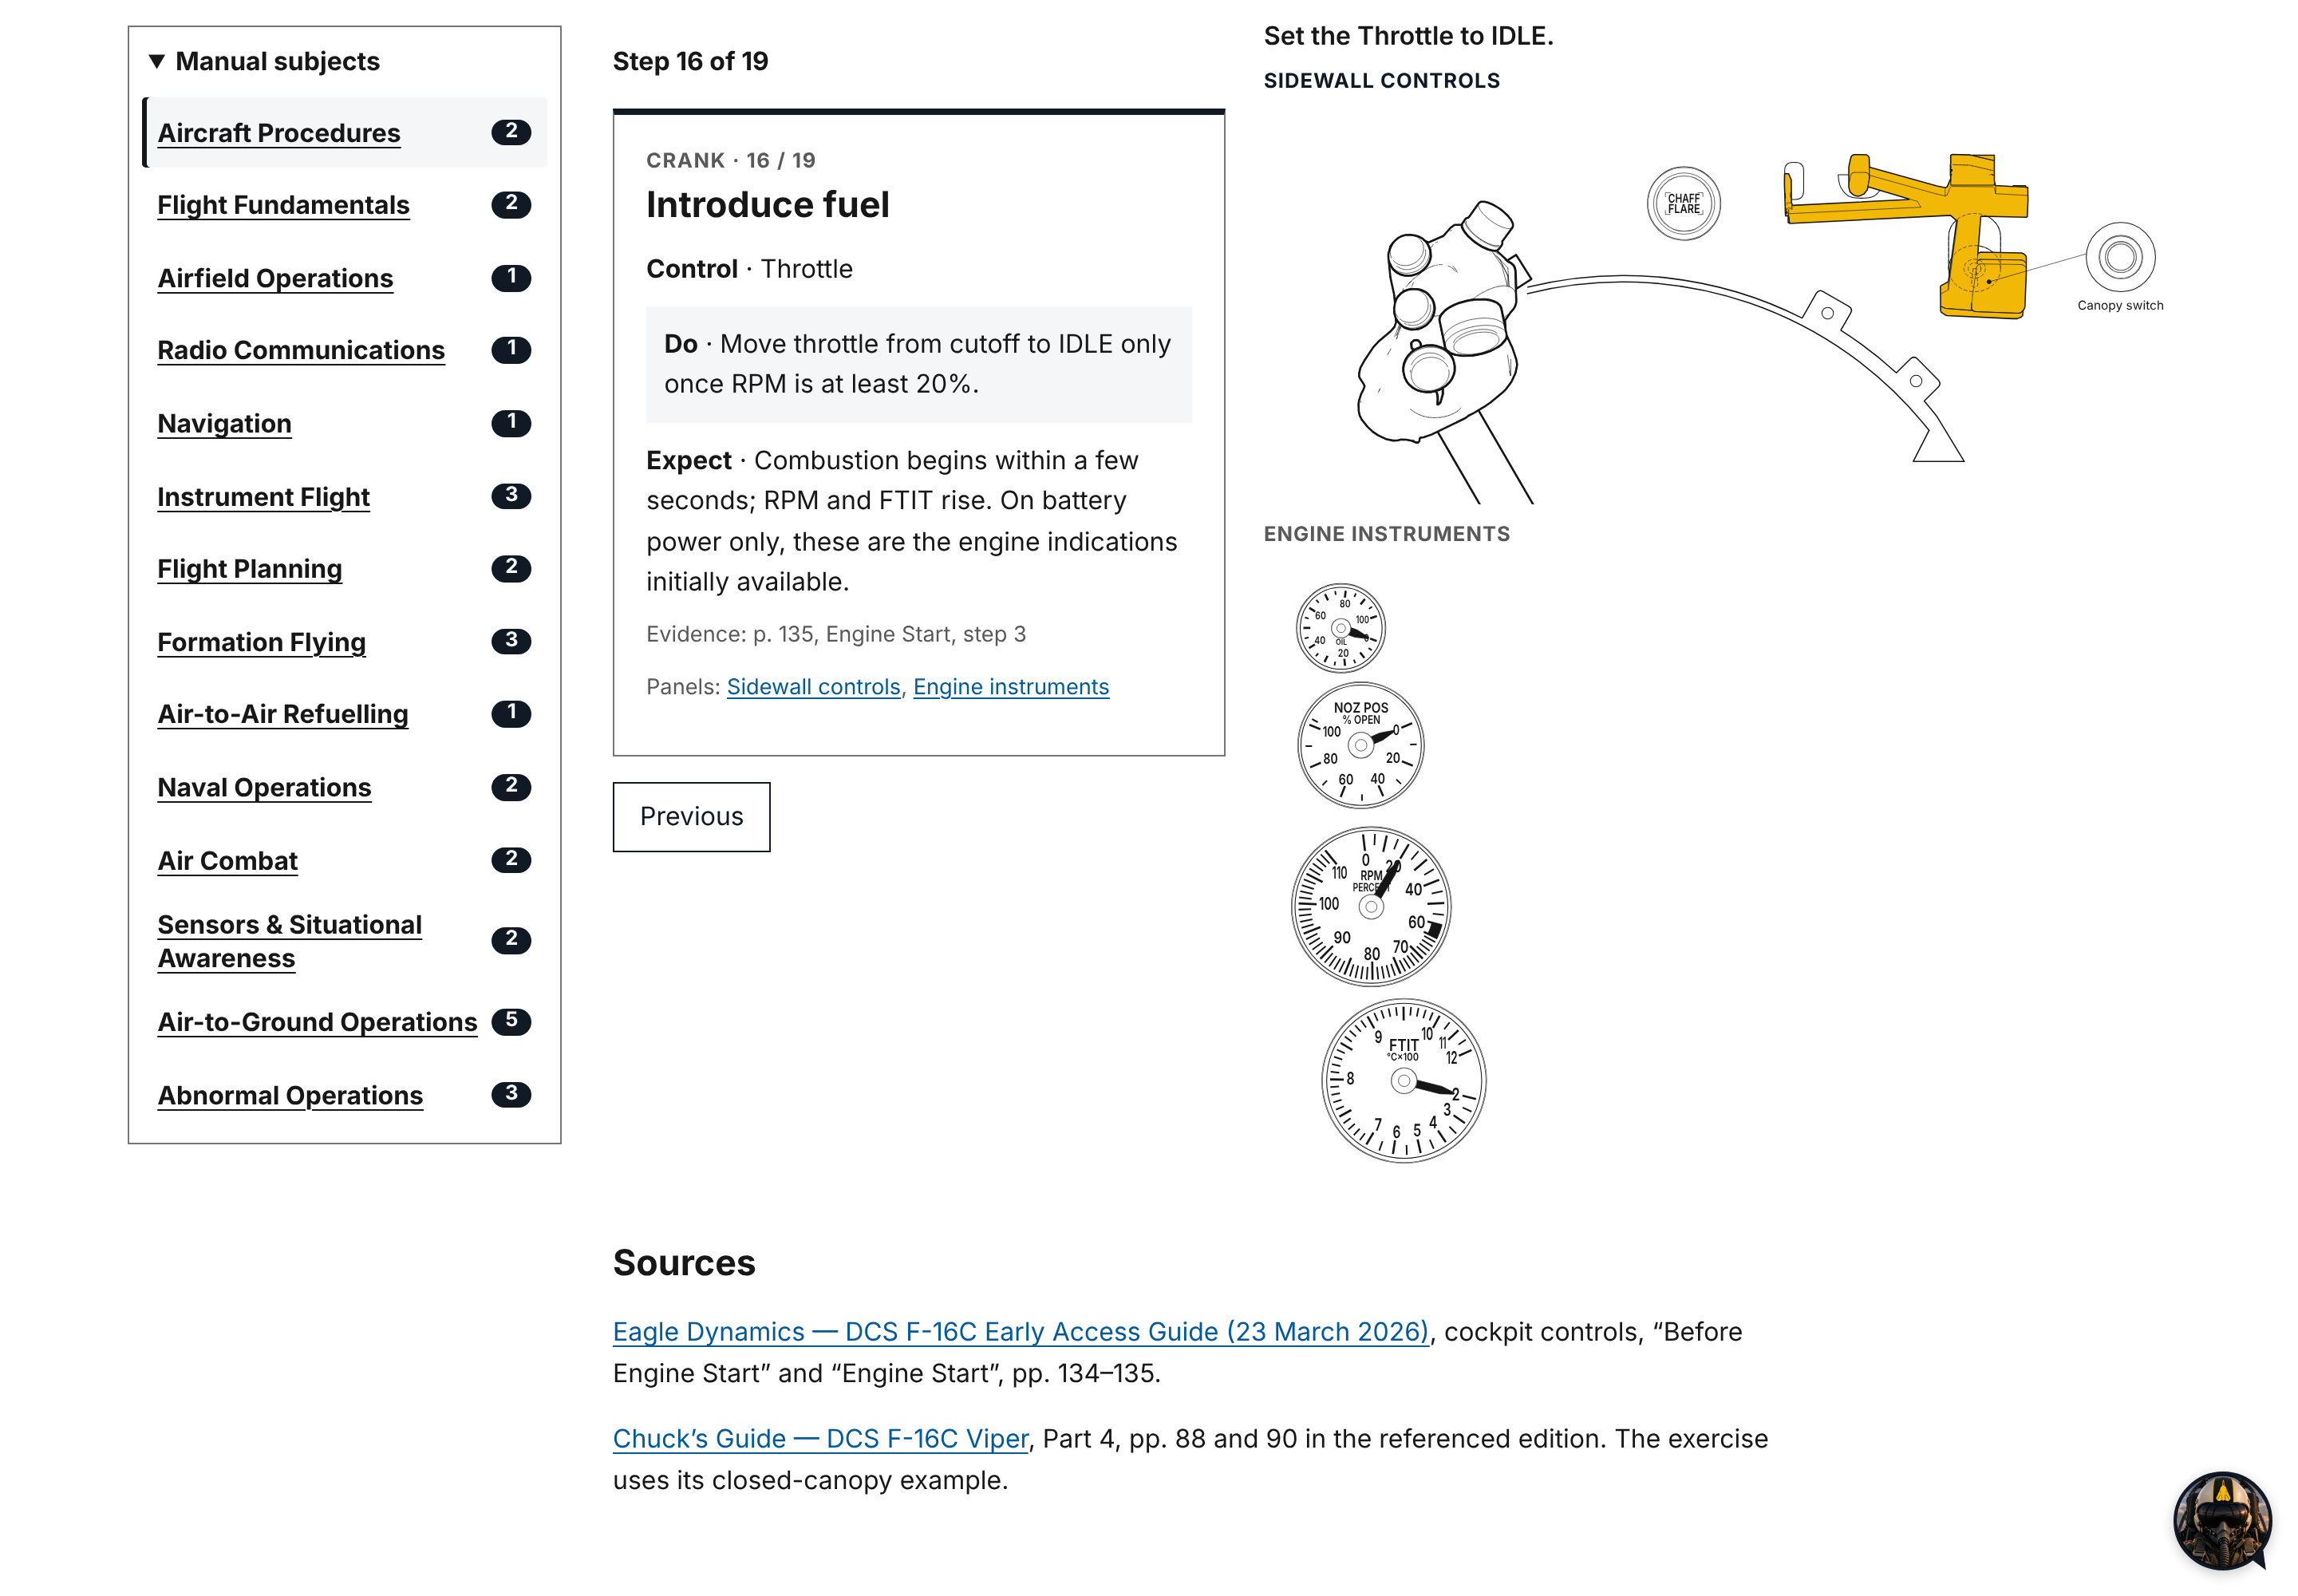 ▼ Manual subjects
Aircraft Procedures 2
Flight Fundamentals 2
Airfield Operations 1
Radio Communications 1
Navigation 1
Instrument Flight 3
Flight Planning 2
Formation Flying 3
Air-to-Air Refuelling 1
Naval Operations 2
Air Combat 2
Sensors & Situational
Awareness 2
Air-to-Ground Operations 5
Abnormal Operations 3
Step 16 of 19
CRANK · 16 / 19
Introduce fuel
Control · Throttle
Do · Move throttle from cutoff to IDLE only
once RPM is at least 20%.
Expect · Combustion begins within a few
seconds; RPM and FTIT rise. On battery
power only, these are the engine indications
initially available.
Evidence: p. 135, Engine Start, step 3
Panels: Sidewall controls, Engine instruments
Previous
Set the Throttle to IDLE.
SIDEWALL CONTROLS
CHAFF
FLARE
Canopy switch
ENGINE INSTRUMENTS
80
60 100
40 OIL 0
20
NOZ POS
% OPEN
100 0
80 20
60 40
0 20
110 RPM
PERCENT 40
100
60
90 70
80
9 10 11
FTIT
°C×100 12
8
2
3
7 6 5 4
Sources
Eagle Dynamics — DCS F-16C Early Access Guide (23 March 2026), cockpit controls, “Before
Engine Start” and “Engine Start”, pp. 134–135.
Chuck’s Guide — DCS F-16C Viper, Part 4, pp. 88 and 90 in the referenced edition. The exercise
uses its closed-canopy example.